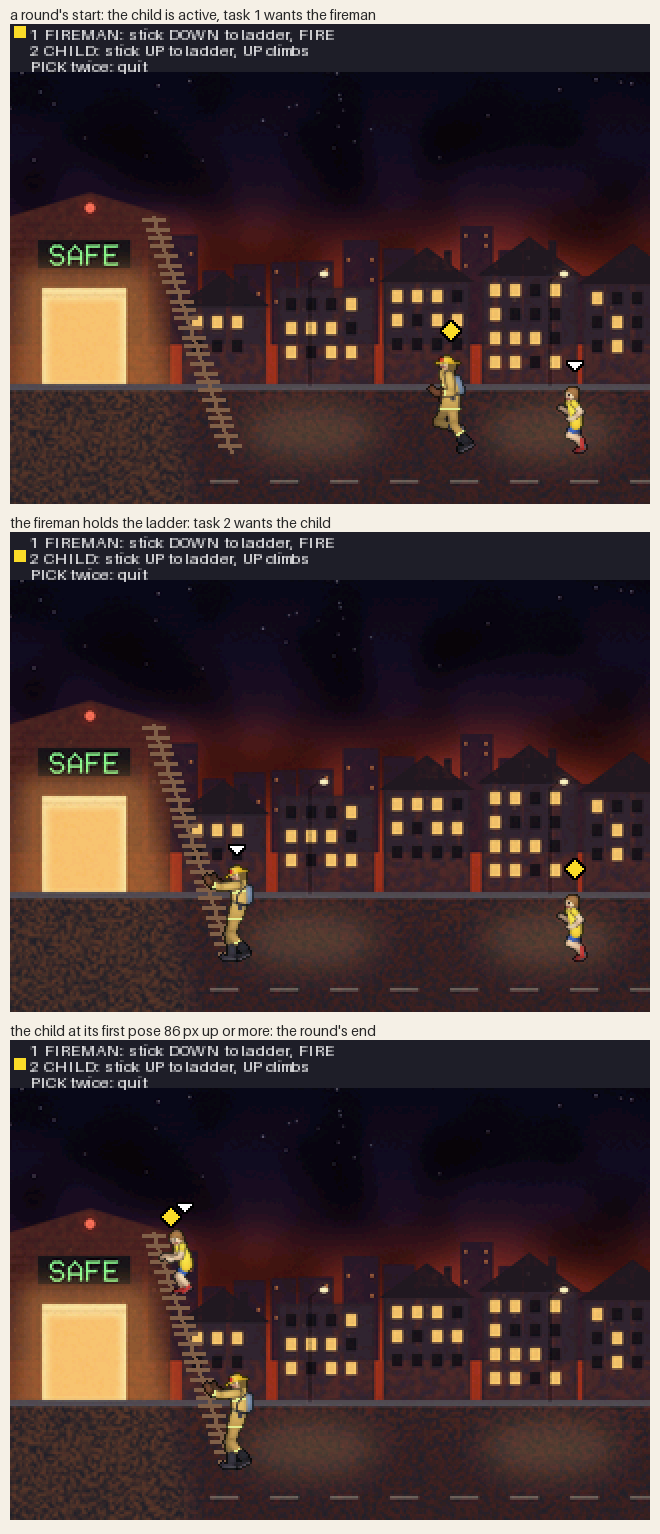 a round's start: the child is active, task 1 wants the fireman
1 FIREMAN: stick DOWN to ladder, FIRE
2 CHILD: stick UP to ladder, UP climbs
PICK twice: quit
SAFE
the fireman holds the ladder: task 2 wants the child
1 FIREMAN: stick DOWN to ladder, FIRE
2 CHILD: stick UP to ladder, UP climbs
PICK twice: quit
SAFE
the child at its first pose 86 px up or more: the round's end
1 FIREMAN: stick DOWN to ladder, FIRE
2 CHILD: stick UP to ladder, UP climbs
PICK twice: quit
SAFE